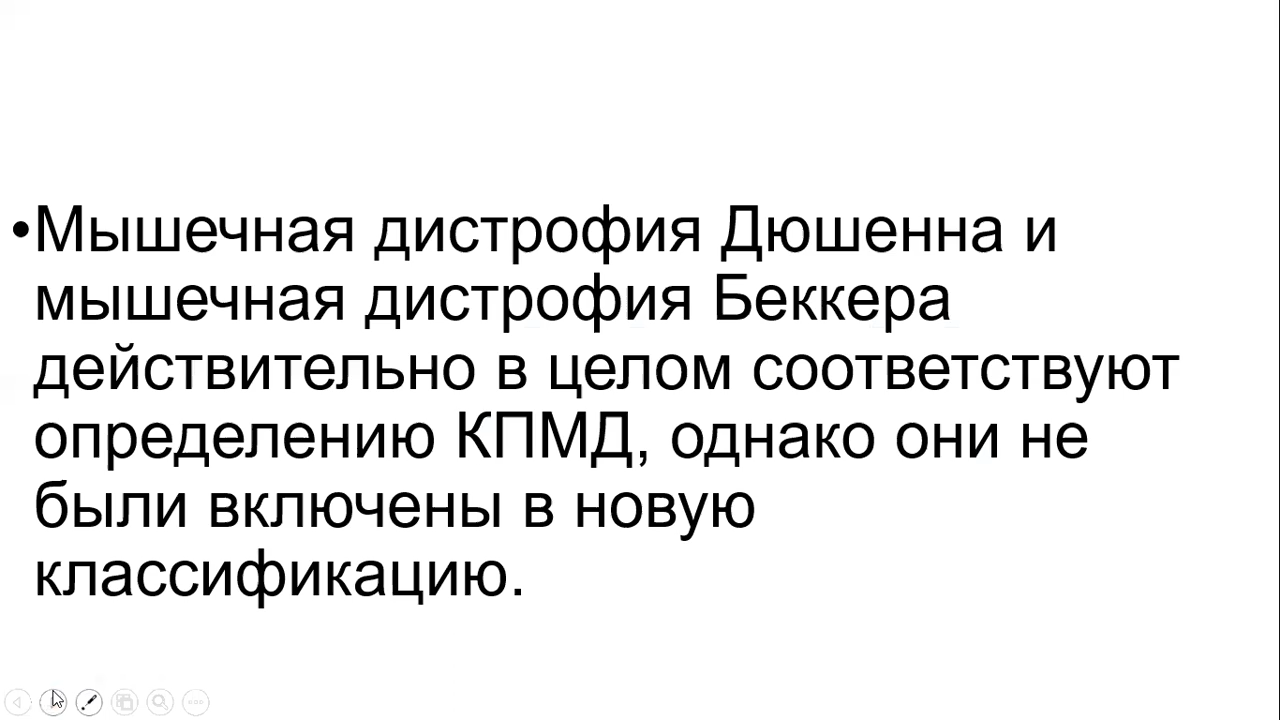 •Мышечная дистрофия Дюшенна и
мышечная дистрофия Беккера
действительно в целом соответствуют
определению КПМД, однако они не
были включены в новую
классификацию.